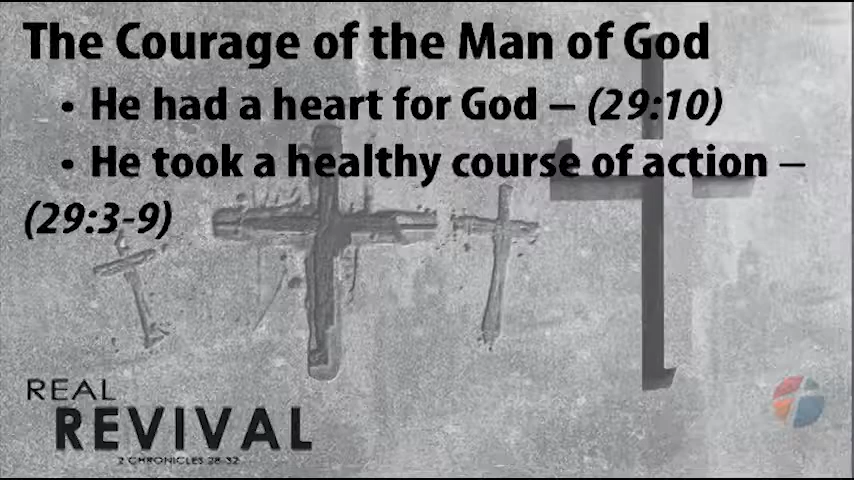 The Courage of the Man of God
• He had a heart for God – (29:10)
• He took a healthy course of action –
(29:3-9)
REAL
REVIVAL
2 CHRONICLES 28-32